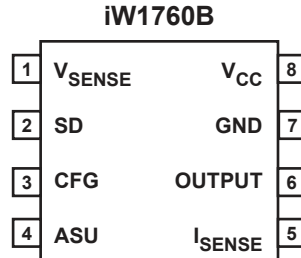 iW1760B
1 VSENSE VCC 8
2 SD GND 7
3 CFG OUTPUT 6
4 ASU ISENSE 5